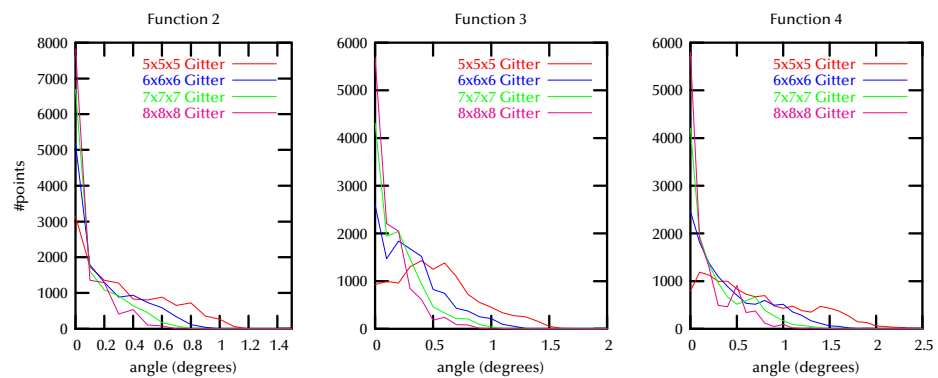 Function 2
8000
7000
6000
5000
4000
3000
2000
1000
0
#points
5x5x5 Gitter
6x6x6 Gitter
7x7x7 Gitter
8x8x8 Gitter
0 0.2 0.4 0.6 0.8 1 1.2 1.4
angle (degrees)
Function 3
6000
5000
4000
3000
2000
1000
0
5x5x5 Gitter
6x6x6 Gitter
7x7x7 Gitter
8x8x8 Gitter
0 0.5 1 1.5 2
angle (degrees)
Function 4
6000
5000
4000
3000
2000
1000
0
5x5x5 Gitter
6x6x6 Gitter
7x7x7 Gitter
8x8x8 Gitter
0 0.5 1 1.5 2 2.5
angle (degrees)